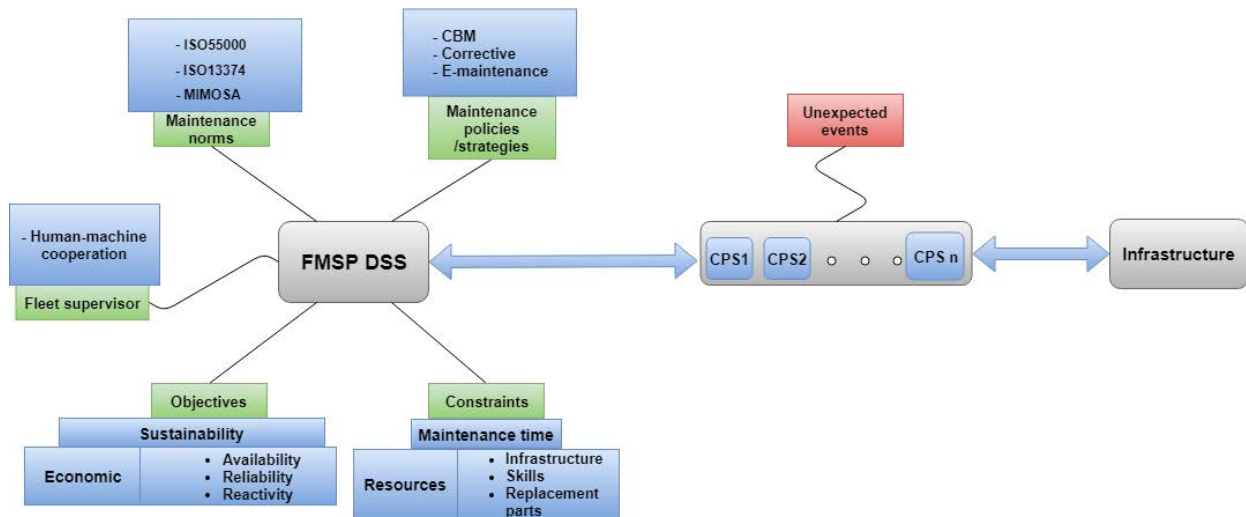 - ISO55000
- ISO13374
- MIMOSA
Maintenance
norms
- CBM
- Corrective
- E-maintenance
Maintenance
policies
/strategies
Unexpected
events
- Human-machine
cooperation
Fleet supervisor
FMSP DSS
CPS1
CPS2
CPS n
Infrastructure
Objectives
Sustainability
Economic
• Availability
• Reliability
• Reactivity
Constraints
Maintenance time
Resources
• Infrastructure
• Skills
• Replacement
parts